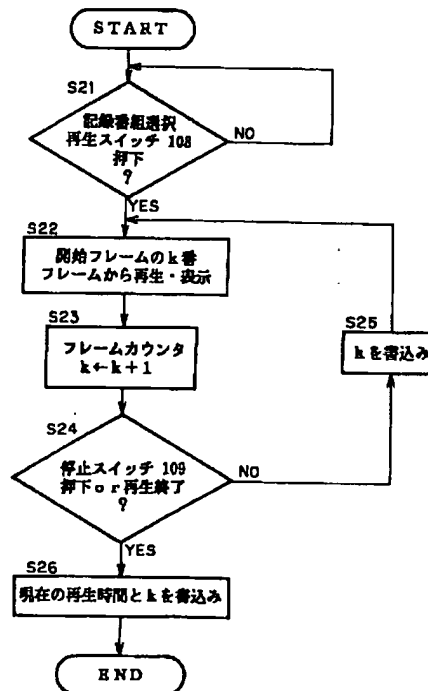 START
S21
記録番組選択
再生スイッチ 108
押下
?
NO
YES
S22
開始フレームのk番
フレームから再生・表示
S23
フレームカウンタ
k←k+1
S25
kを書込み
S24
停止スイッチ 109
押下or再生終了
?
NO
YES
S26
現在の再生時間とkを書込み
END